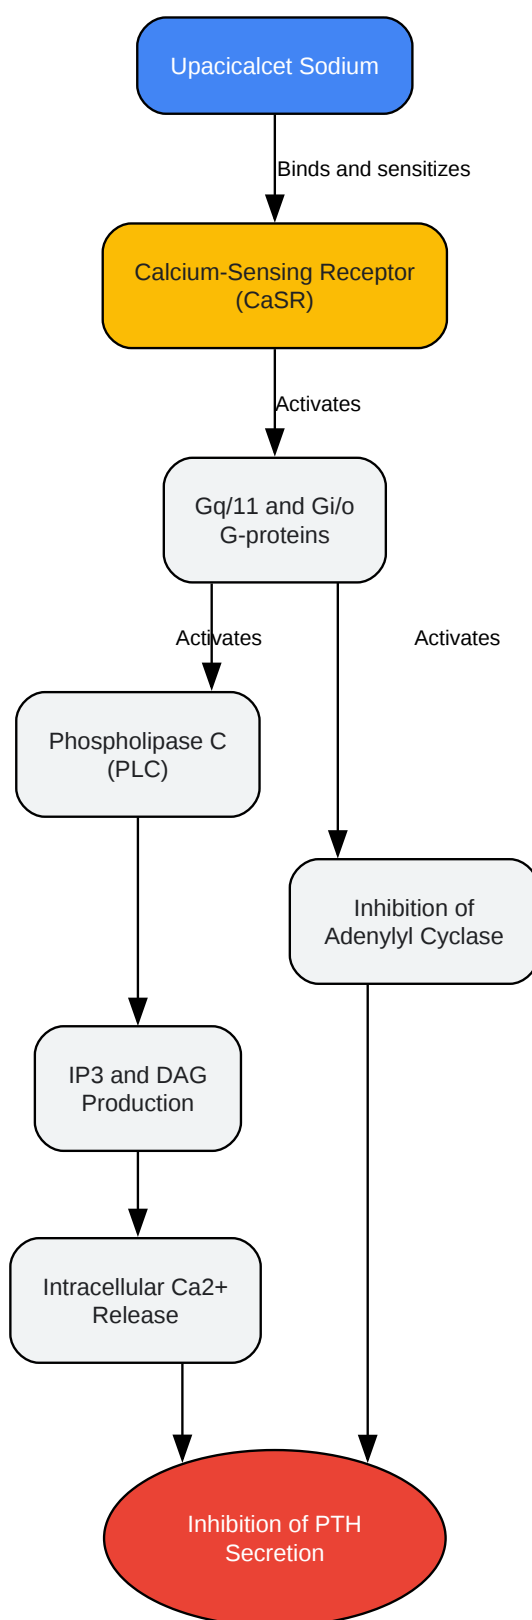 Upacicalcet Sodium
Binds and sensitizes
Calcium-Sensing Receptor
(CaSR)
Activates
Gq/11 and Gi/o
G-proteins
Activates
Activates
Phospholipase C
(PLC)
Inhibition of
Adenylyl Cyclase
IP3 and DAG
Production
Intracellular Ca2+
Release
Inhibition of PTH
Secretion